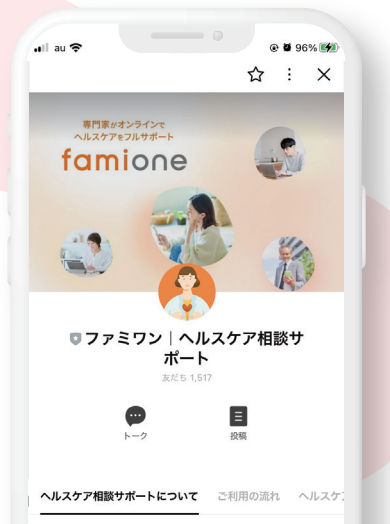 au
96%
専門家がオンラインで
ヘルスケアをフルサポート
famione
ファミワン｜ヘルスケア相談サ
ポート
友だち 1,517
トーク
投稿
ヘルスケア相談サポートについて ご利用の流れ ヘルスケア